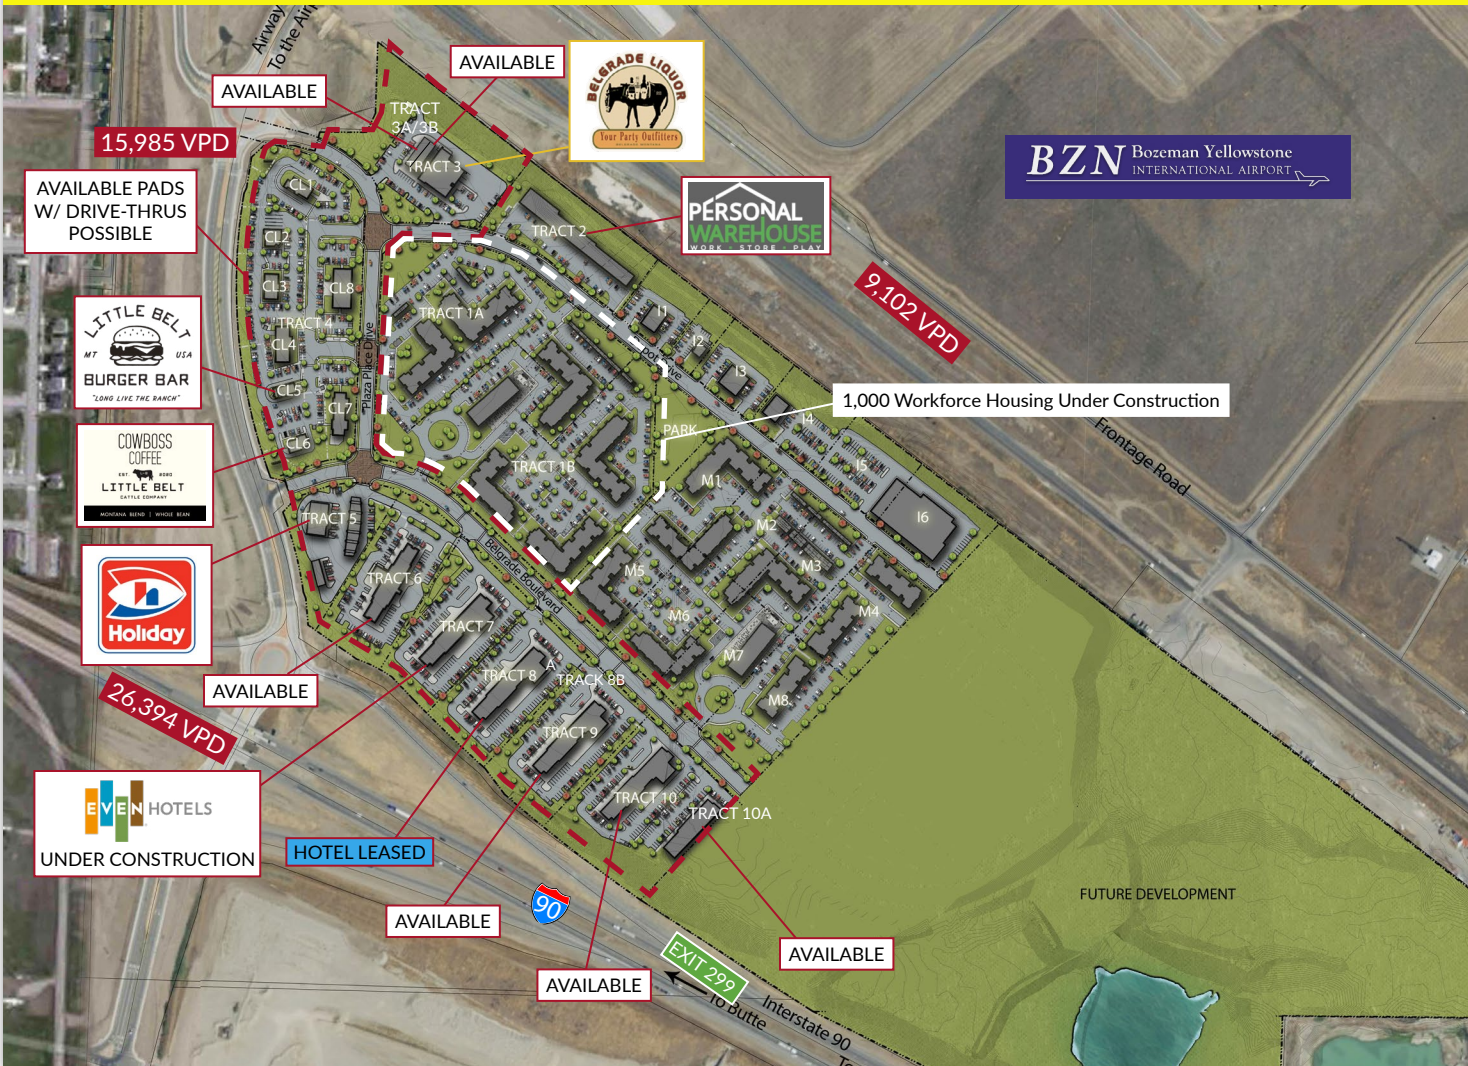 Airway
To the Air
AVAILABLE
AVAILABLE
BELGRADE LIQUOR
Your Party Outfitters
15,985 VPD
TRACT
3A/3B
TRACT 3
BZN Bozeman Yellowstone
INTERNATIONAL AIRPORT
AVAILABLE PADS
W/ DRIVE-THRUS
POSSIBLE
CL1
CL2
CL3
CL8
TRACT 4
CL4
CL5
CL7
CL6
TRACT 2
PERSONAL
WAREHOUSE
WORK - STORE - PLAY
9,102 VPD
TRACT 1A
Plaza Place Drive
I1
I2
I3
I4
I5
I6
LITTLE BELT
MT USA
BURGER BAR
"LONG LIVE THE RANCH"
1,000 Workforce Housing Under Construction
PARK
Frontage Road
COWBOSS
COFFEE
LITTLE BELT
CATTLE COMPANY
MONTANA BLEND | WHOLE BEAN
TRACT 1B
M1
M2
M3
M4
M5
M6
M7
M8
TRACT 5
Belgrade Boulevard
TRACT 6
TRACT 7
TRACT 8
A
TRACK 8B
TRACT 9
TRACT 10
TRACT 10A
Holiday
AVAILABLE
26,394 VPD
EVEN HOTELS
UNDER CONSTRUCTION
HOTEL LEASED
AVAILABLE
90
AVAILABLE
EXIT 299
AVAILABLE
FUTURE DEVELOPMENT
To Butte
Interstate 90
To